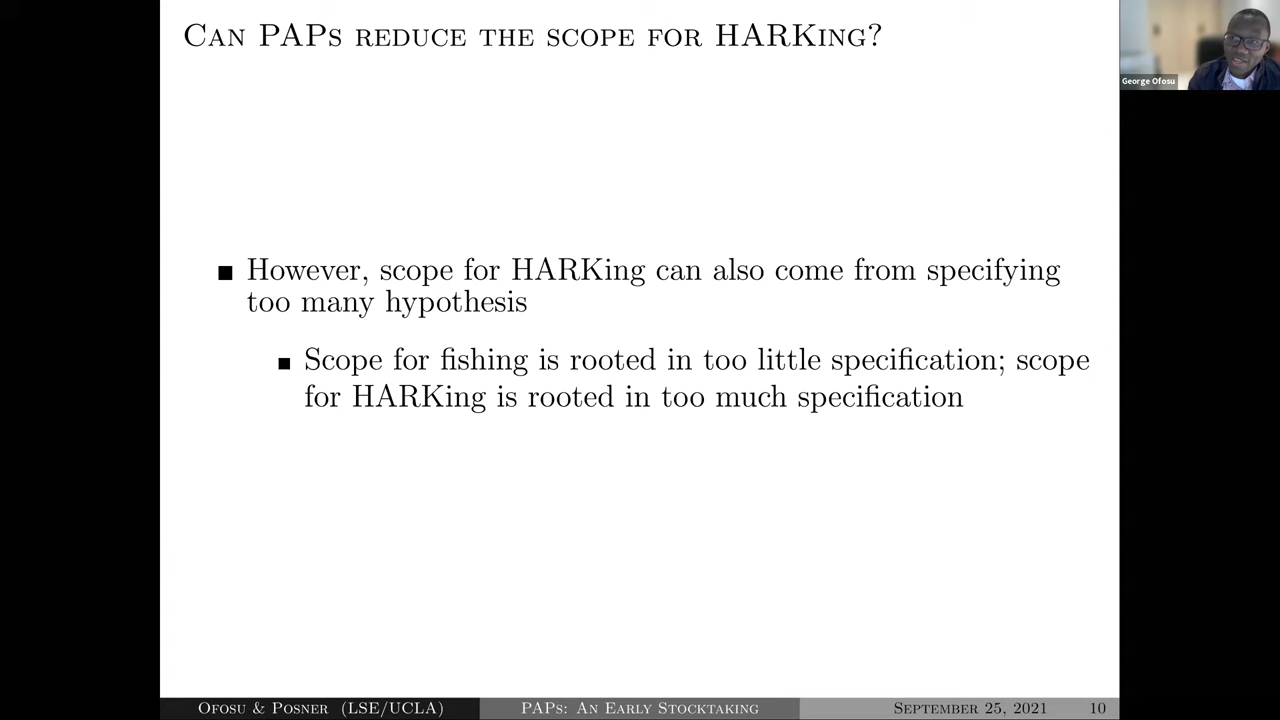 Can PAPs reduce the scope for HARKing?
George Ofosu
However, scope for HARKing can also come from specifying
too many hypothesis
Scope for fishing is rooted in too little specification; scope
for HARKing is rooted in too much specification
Ofosu & Posner (LSE/UCLA) PAPs: An Early Stocktaking September 25, 2021 10